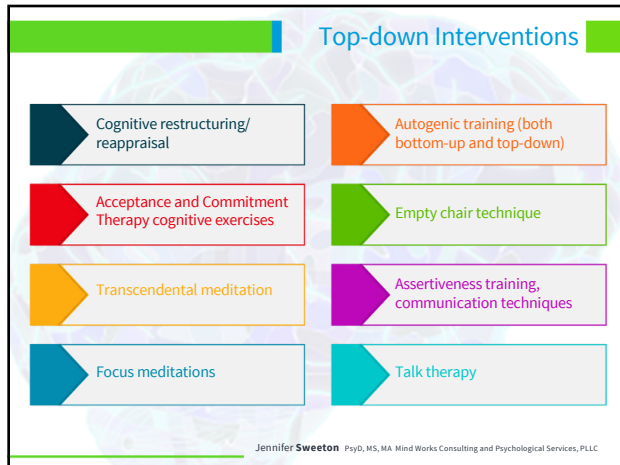 Top-down Interventions
Cognitive restructuring/
reappraisal
Autogenic training (both
bottom-up and top-down)
Acceptance and Commitment
Therapy cognitive exercises
Empty chair technique
Transcendental meditation
Assertiveness training,
communication techniques
Focus meditations
Talk therapy
Jennifer Sweeton PsyD, MS, MA Mind Works Consulting and Psychological Services, PLLC